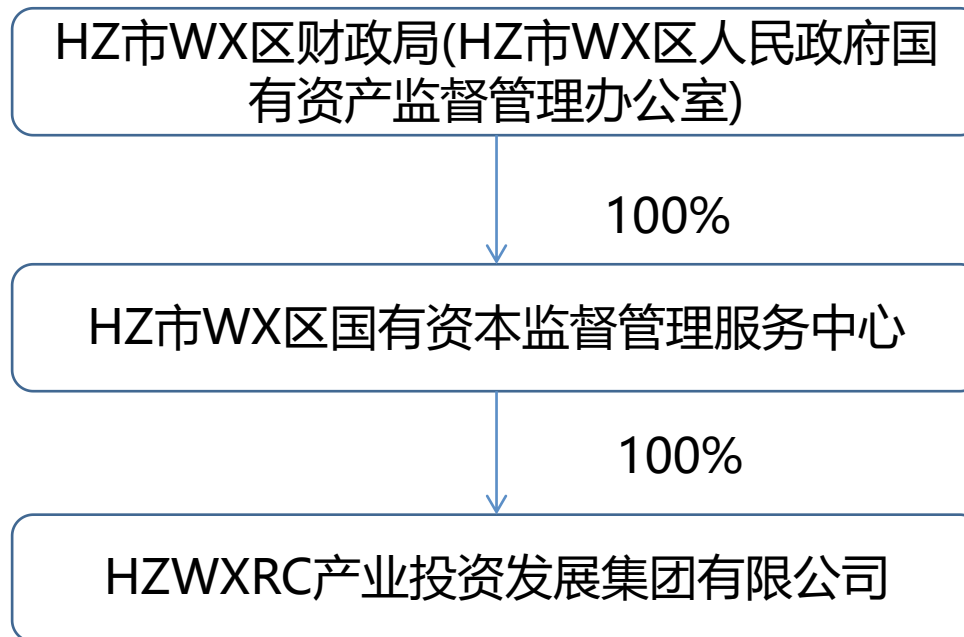 HZ市WX区财政局(HZ市WX区人民政府国
有资产监督管理办公室)
100%
HZ市WX区国有资本监督管理服务中心
100%
HZWXRC产业投资发展集团有限公司